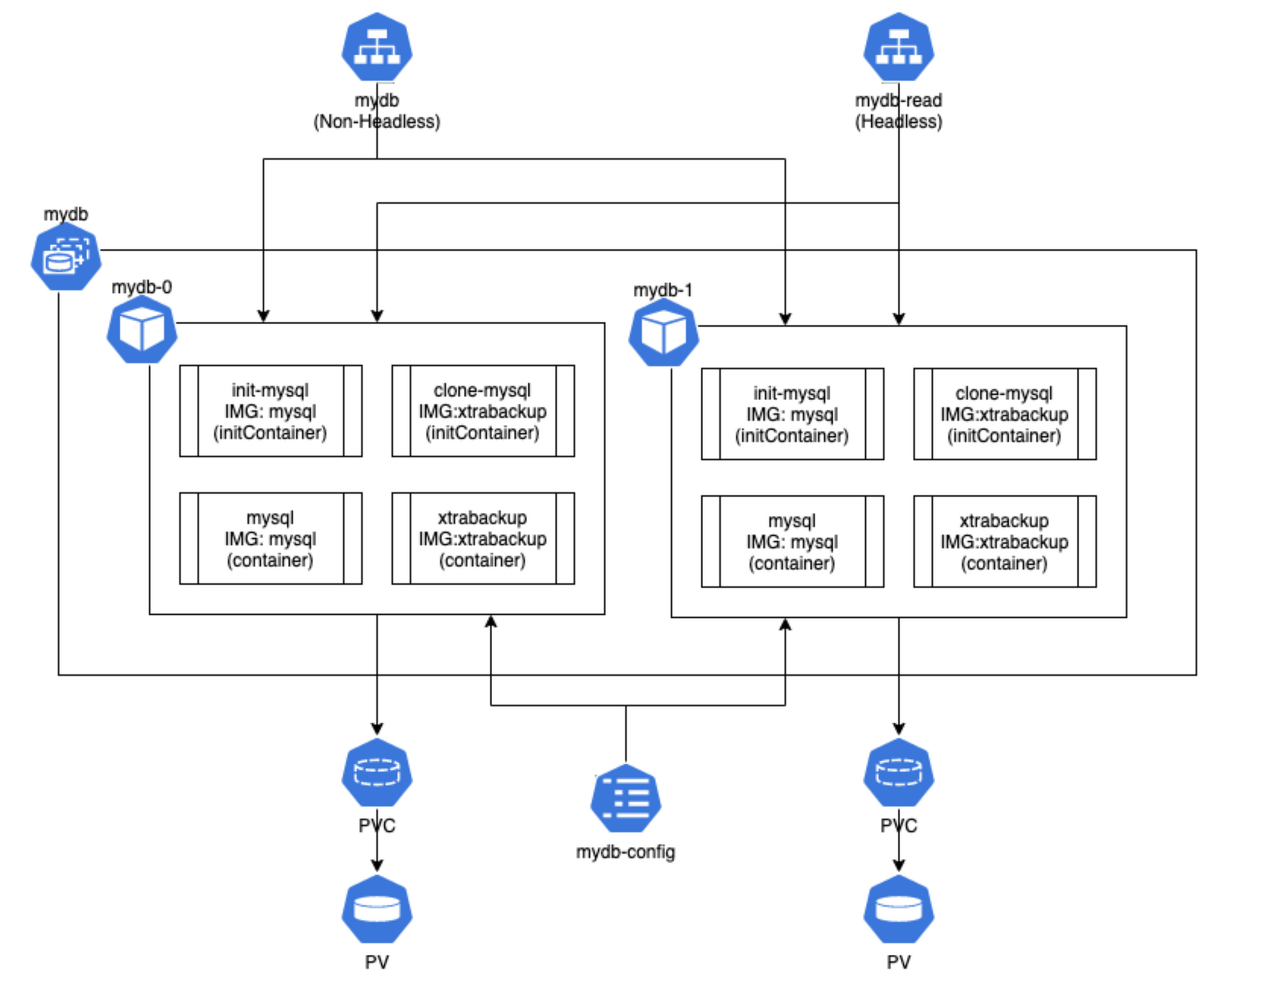 mydb
(Non-Headless)
mydb-read
(Headless)
mydb
mydb-0
mydb-1
init-mysql
IMG: mysql
(initContainer)
clone-mysql
IMG:xtrabackup
(initContainer)
init-mysql
IMG: mysql
(initContainer)
clone-mysql
IMG:xtrabackup
(initContainer)
mysql
IMG: mysql
(container)
xtrabackup
IMG:xtrabackup
(container)
mysql
IMG: mysql
(container)
xtrabackup
IMG:xtrabackup
(container)
PVC
mydb-config
PVC
PV
PV